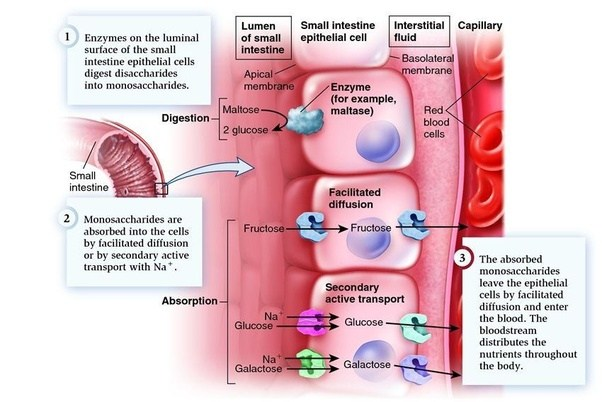 1
Enzymes on the luminal
surface of the small
intestine epithelial cells
digest disaccharides
into monosaccharides.
Lumen
of small
intestine
Small intestine
epithelial cell
Interstitial
fluid
Capillary
Apical
membrane
Basolateral
membrane
Enzyme
(for example,
maltase)
Digestion
Maltose
2 glucose
Red
blood
cells
Small
intestine
2
Monosaccharides are
absorbed into the cells
by facilitated diffusion
or by secondary active
transport with Na+.
Facilitated
diffusion
Fructose
Fructose
Absorption
Secondary
active transport
Na+
Glucose
Glucose
Na+
Galactose
Galactose
3
The absorbed
monosaccharides
leave the epithelial
cells by facilitated
diffusion and enter
the blood. The
bloodstream
distributes the
nutrients throughout
the body.